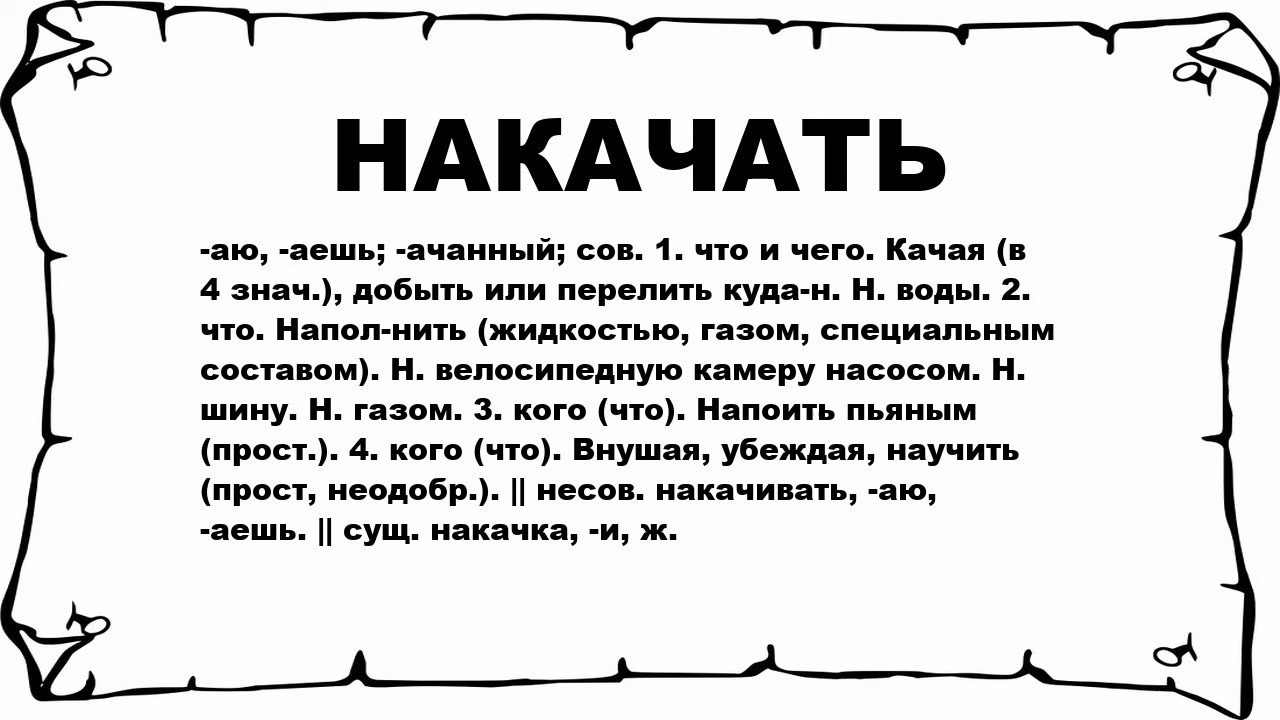 НАКАЧАТЬ
-аю, -аешь; -ачанный; сов. 1. что и чего. Качая (в
4 знач.), добыть или перелить куда-н. Н. воды. 2.
что. Напол-нить (жидкостью, газом, специальным
составом). Н. велосипедную камеру насосом. Н.
шину. Н. газом. 3. кого (что). Напоить пьяным
(прост.). 4. кого (что). Внушая, убеждая, научить
(прост, неодобр.). || несов. накачивать, -аю,
-аешь. || сущ. накачка, -и, ж.